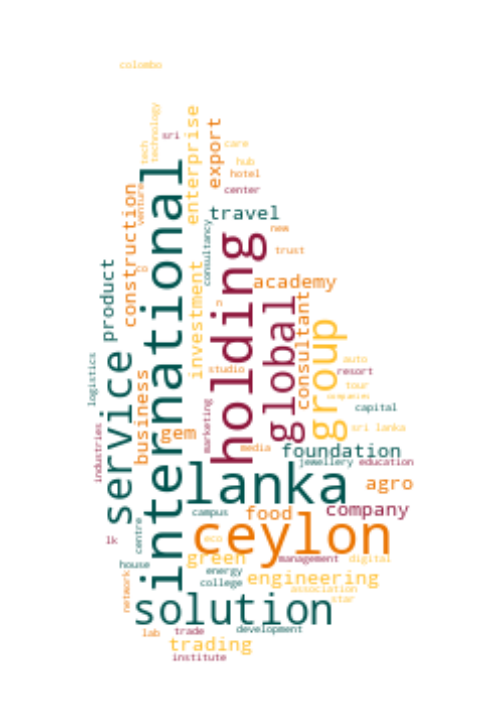 colombo
technology
tech
sri
enterprise
export
care
hub
hotel
center
venture
travel
construction
international
consultancy
new
trust
holding
academy
product
co
investment
n
global
consultant
group
logistics
service
business
studio
auto
resort
tour
companies
capital
marketing
gem
sri lanka
industries
media
foundation
jewellery
education
lanka
agro
campus
food
company
ceylon
lk
centre
eco
green
management
digital
house
energy
engineering
network
college
association
star
solution
lab
trade
development
trading
institute